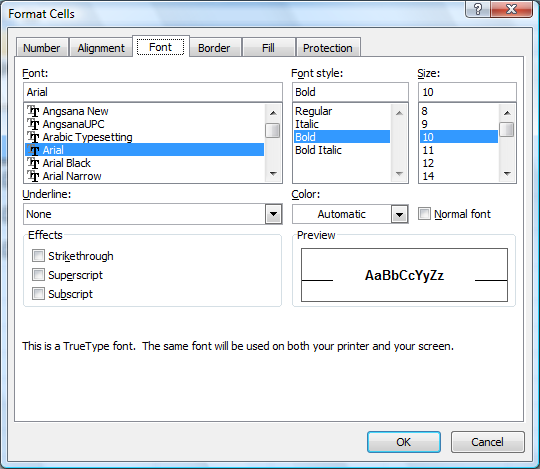 Format Cells
?
Number Alignment Font Border Fill Protection
Font: Font style: Size:
Arial Bold 10
Angsana New Regular 8
AngsanaUPC Italic 9
Arabic Typesetting Bold 10
Arial Bold Italic 11
Arial Black 12
Arial Narrow 14
Underline: Color:
None Automatic Normal font
Effects Preview
Strikethrough
Superscript AaBbCcYyZz
Subscript
This is a TrueType font. The same font will be used on both your printer and your screen.
OK Cancel